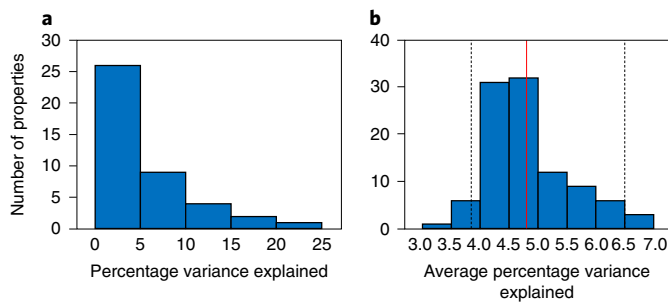 a
30
25
20
15
10
5
0
Number of properties
0 5 10 15 20 25
Percentage variance explained
b
40
30
20
10
0
3.0 3.5 4.0 4.5 5.0 5.5 6.0 6.5 7.0
Average percentage variance
explained